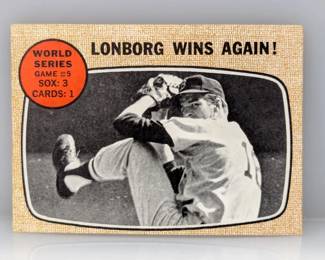 LONBORG WINS AGAIN!
WORLD
SERIES
GAME #5
SOX: 3
CARDS: 1